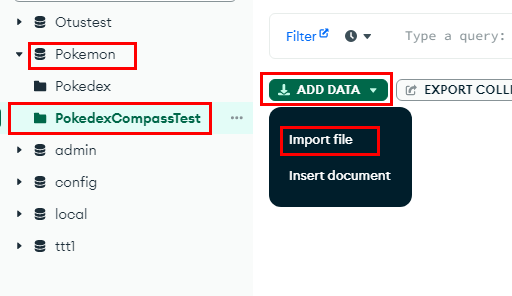 Otustest
Pokemon
Pokedex
PokedexCompassTest
admin
config
local
ttt1
Filter
Type a query:
ADD DATA
EXPORT COLL
Import file
Insert document